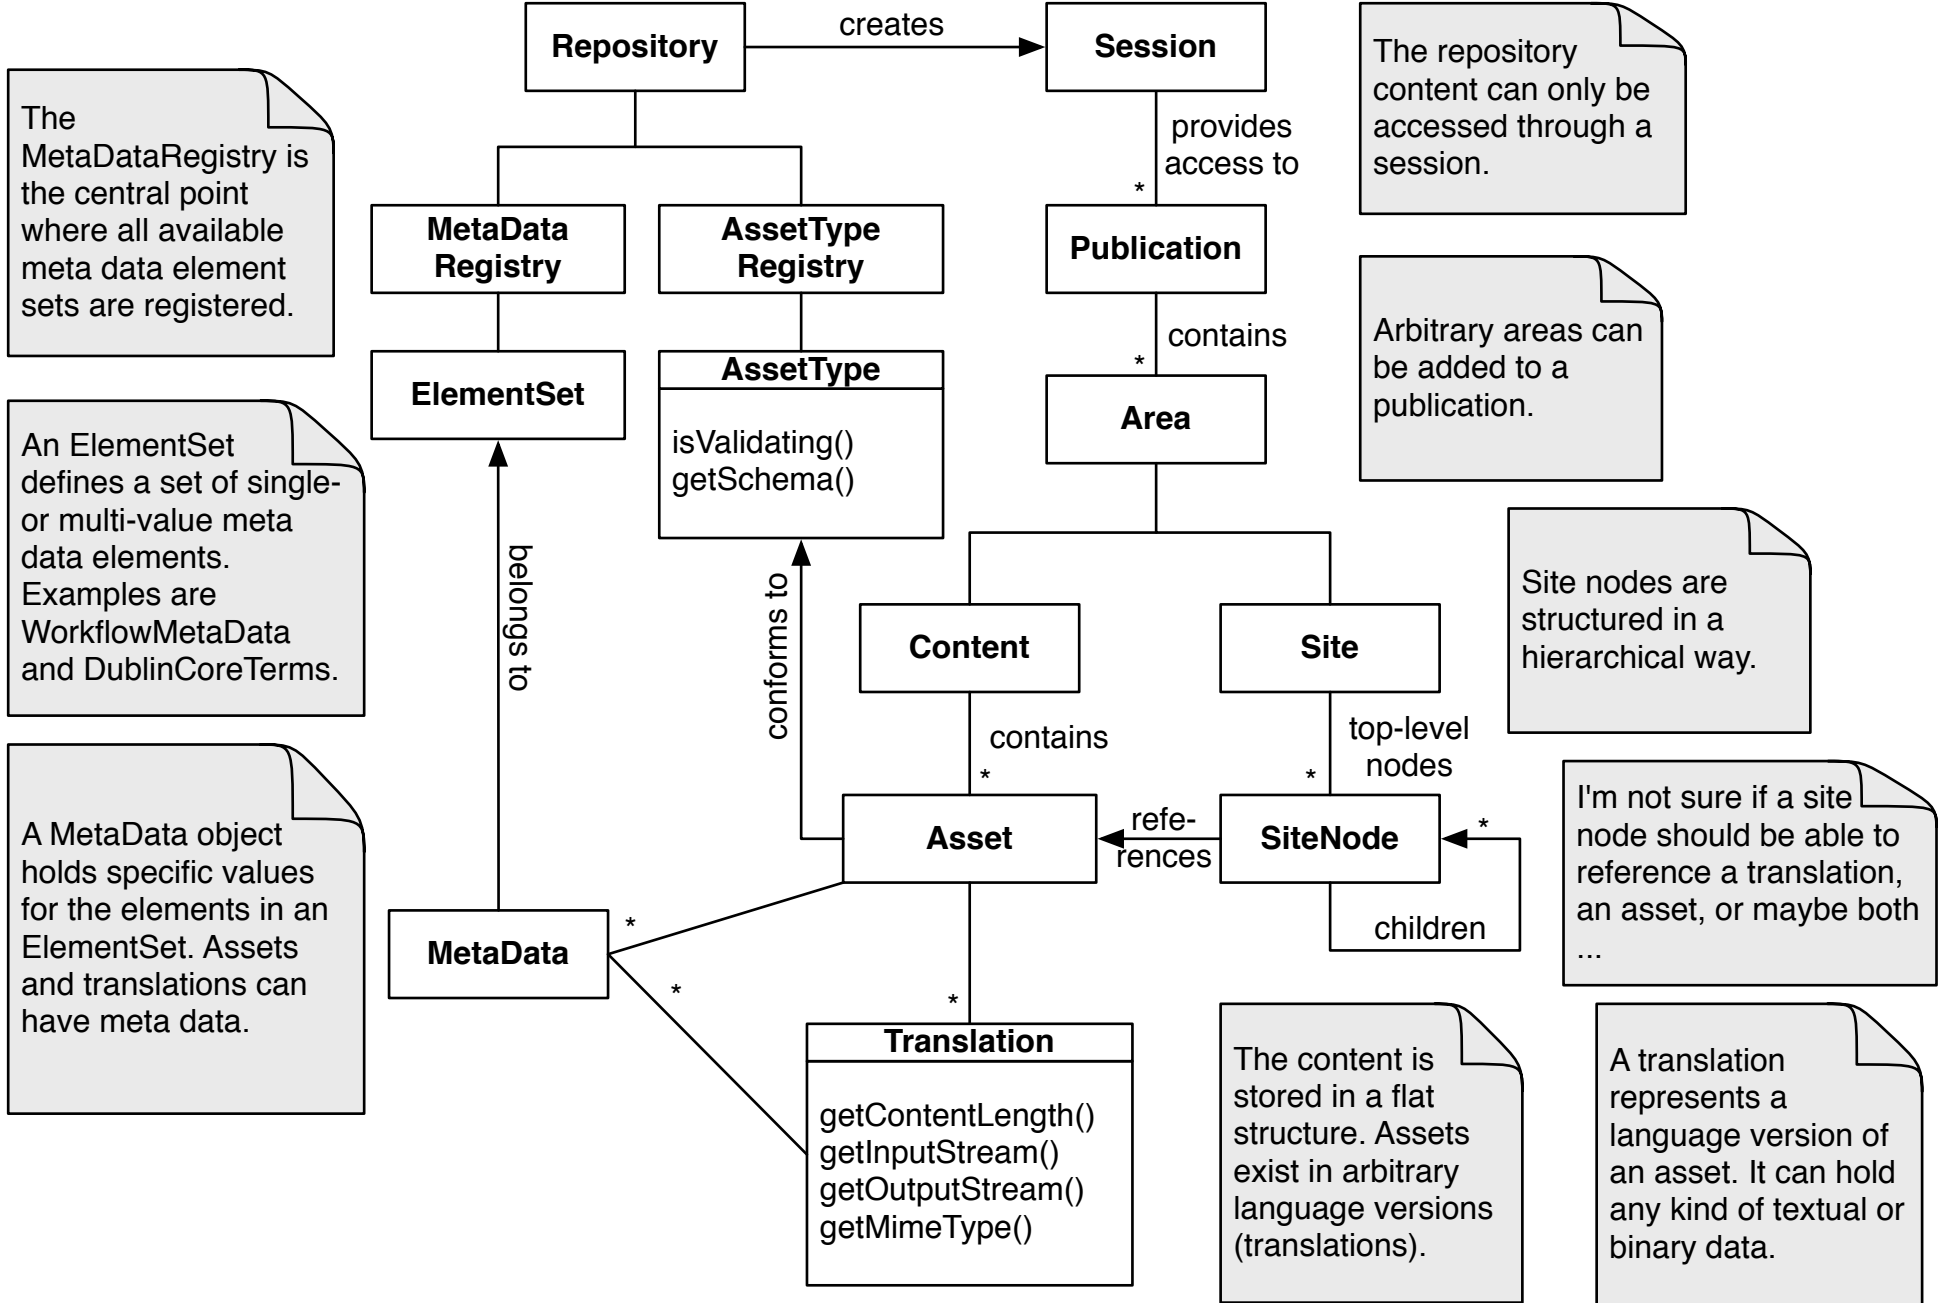 Repository
creates
Session
The repository
content can only be
accessed through a
session.
The
MetaDataRegistry is
the central point
where all available
meta data element
sets are registered.
provides
access to
*
MetaData
Registry
AssetType
Registry
Publication
Arbitrary areas can
be added to a
publication.
contains
*
ElementSet
AssetType
isValidating()
getSchema()
Area
An ElementSet
defines a set of single-
or multi-value meta
data elements.
Examples are
WorkflowMetaData
and DublinCoreTerms.
belongs to
conforms to
Site nodes are
structured in a
hierarchical way.
Content
Site
contains
*
top-level
nodes
*
A MetaData object
holds specific values
for the elements in an
ElementSet. Assets
and translations can
have meta data.
Asset
refe-
rences
SiteNode
*
children
I'm not sure if a site
node should be able to
reference a translation,
an asset, or maybe both
...
MetaData
*
*
*
Translation
getContentLength()
getInputStream()
getOutputStream()
getMimeType()
The content is
stored in a flat
structure. Assets
exist in arbitrary
language versions
(translations).
A translation
represents a
language version of
an asset. It can hold
any kind of textual or
binary data.